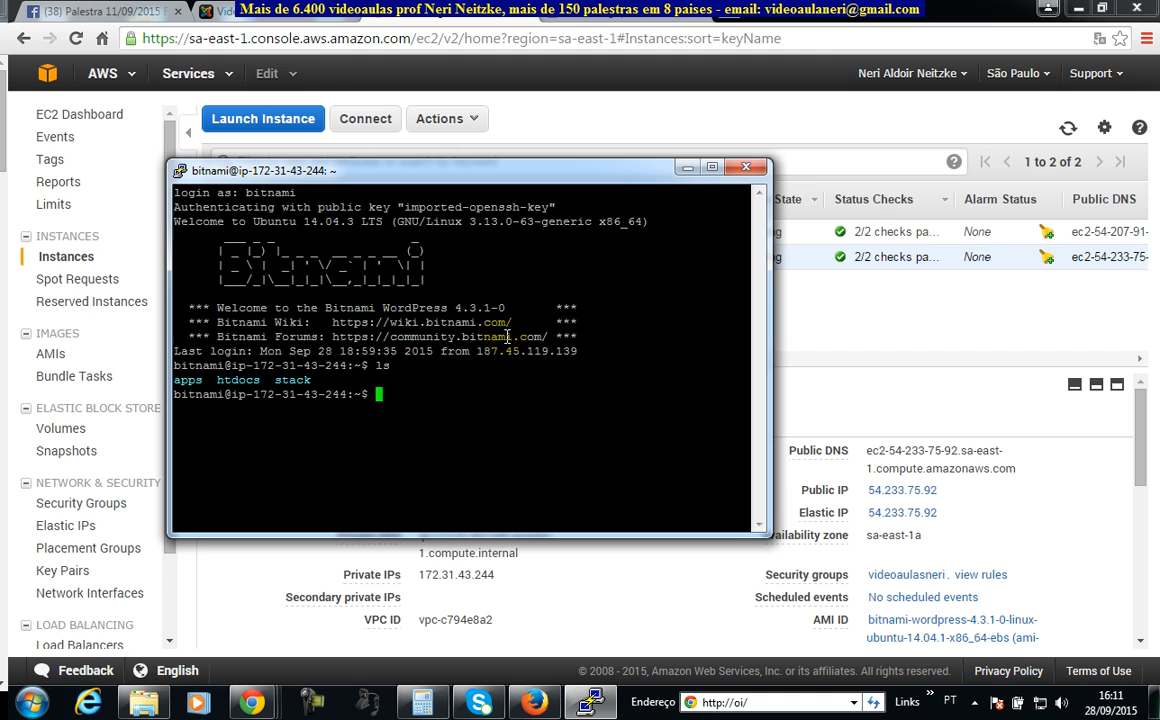 (38) Palestra 11/09/2015
Vide
Mais de 6.400 videoaulas prof Neri Neitzke, mais de 150 palestras em 8 paises - email: videoaulaneri@gmail.com
https://sa-east-1.console.aws.amazon.com/ec2/v2/home?region=sa-east-1#Instances:sort=keyName
AWS
Services
Edit
Neri Aldoir Neitzke
São Paulo
Support
EC2 Dashboard
Events
Tags
Reports
Limits
INSTANCES
Instances
Spot Requests
Reserved Instances
IMAGES
AMIs
Bundle Tasks
ELASTIC BLOCK STORE
Volumes
Snapshots
NETWORK & SECURITY
Security Groups
Elastic IPs
Placement Groups
Key Pairs
Network Interfaces
LOAD BALANCING
Load Balancers
Launch Instance
Connect
Actions
1 to 2 of 2
State
Status Checks
Alarm Status
Public DNS
ng
2/2 checks pa...
None
ec2-54-207-91-
ng
2/2 checks pa...
None
ec2-54-233-75-
bitnami@ip-172-31-43-244: ~
login as: bitnami
Authenticating with public key "imported-openssh-key"
Welcome to Ubuntu 14.04.3 LTS (GNU/Linux 3.13.0-63-generic x86_64)
Bitnami
*** Welcome to the Bitnami WordPress 4.3.1-0 ***
*** Bitnami Wiki: https://wiki.bitnami.com/ ***
*** Bitnami Forums: https://community.bitnami.com/ ***
Last login: Mon Sep 28 18:59:35 2015 from 187.45.119.139
bitnami@ip-172-31-43-244:~$ ls
apps htdocs stack
bitnami@ip-172-31-43-244:~$
1.compute.internal
Private IPs 172.31.43.244
Secondary private IPs
VPC ID vpc-c794e8a2
Public DNS ec2-54-233-75-92.sa-east-
1.compute.amazonaws.com
Public IP 54.233.75.92
Elastic IP 54.233.75.92
vailability zone sa-east-1a
Security groups videoaulasneri. view rules
Scheduled events No scheduled events
AMI ID bitnami-wordpress-4.3.1-0-linux-
ubuntu-14.04.1-x86_64-ebs (ami-
Feedback
English
© 2008 - 2015, Amazon Web Services, Inc. or its affiliates. All rights reserved.
Privacy Policy
Terms of Use
Endereço
http://oi/
Links
PT
16:11
28/09/2015